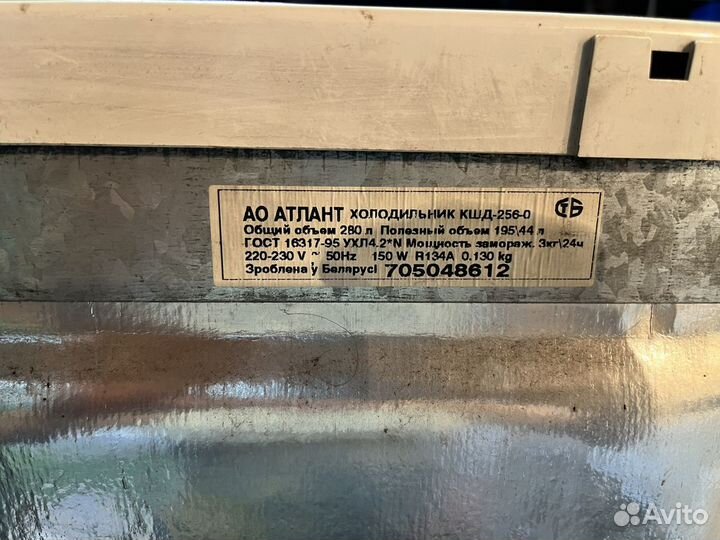 АО АТЛАНТ ХОЛОДИЛЬНИК КШД-256-0
Общий объем 280 л Полезный объем 195\44 л
ГОСТ 16317-95 УХЛ4.2*N Мощность замораж. 3кг\24ч
220-230 V ~ 50Hz 150 W R134A 0,130 kg
Зроблена ў Беларусі 705048612
Avito